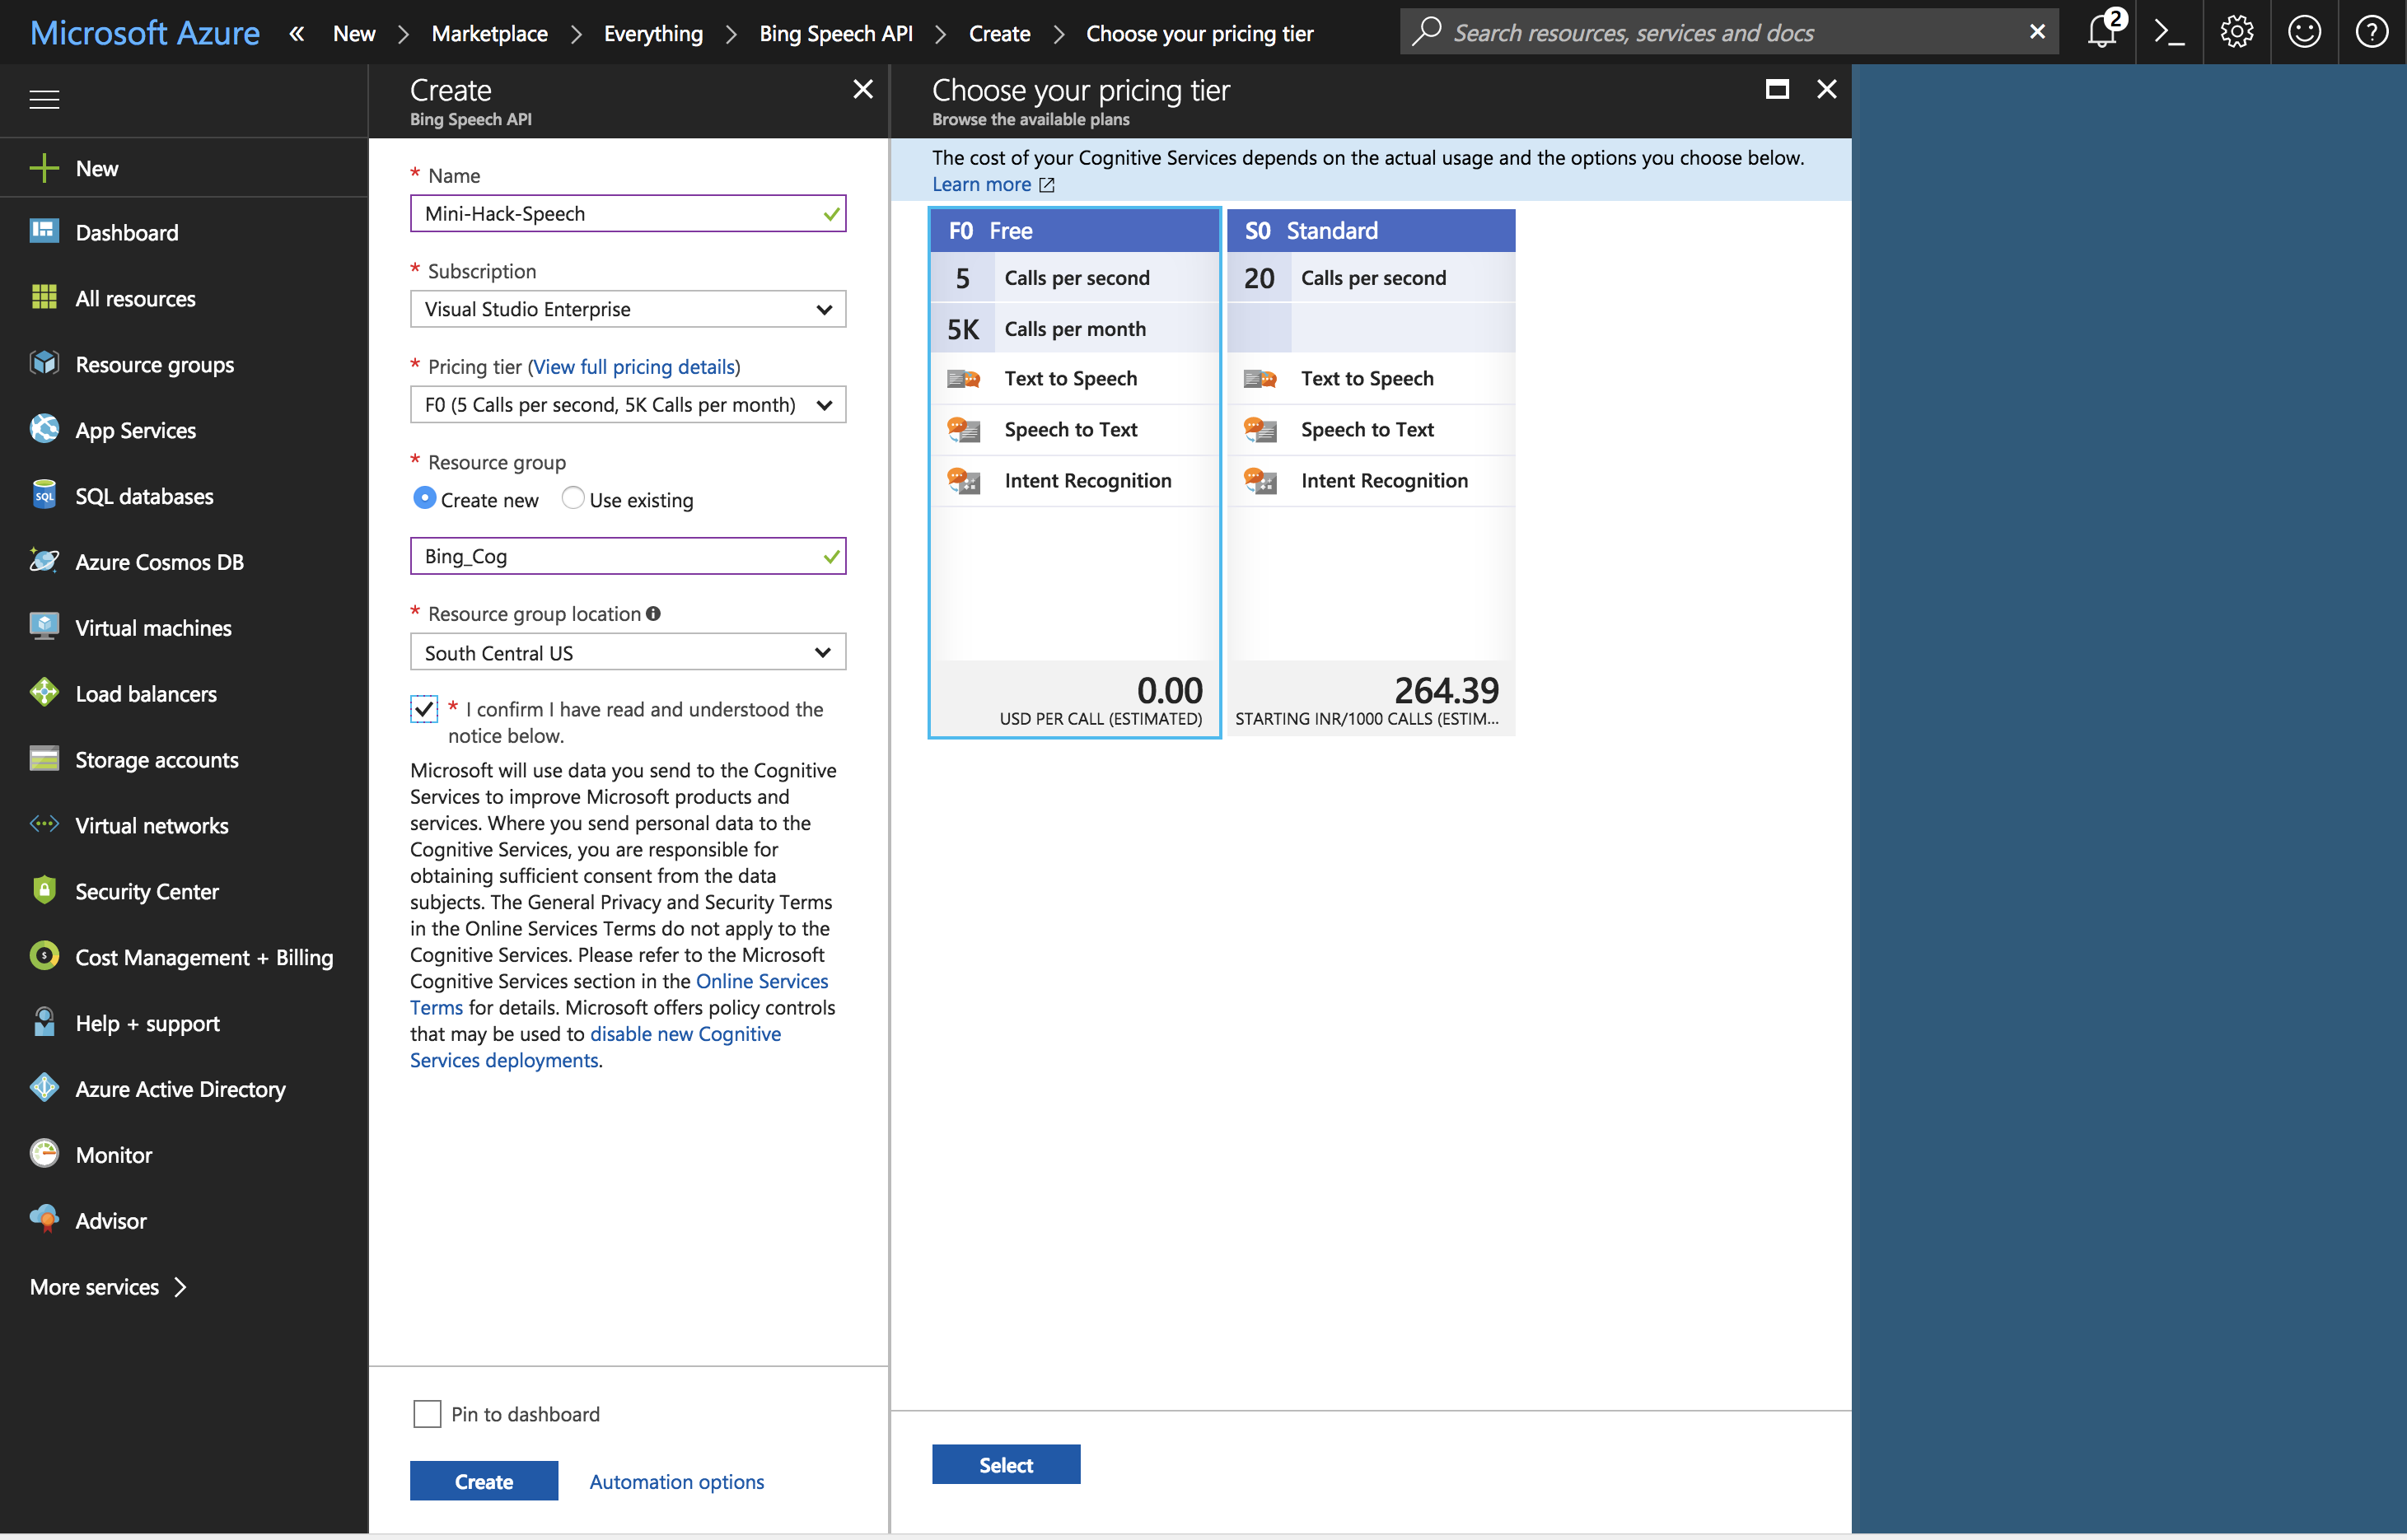 Microsoft Azure « New > Marketplace > Everything > Bing Speech API > Create > Choose your pricing tier
Search resources, services and docs
2
New
Dashboard
All resources
Resource groups
App Services
SQL databases
Azure Cosmos DB
Virtual machines
Load balancers
Storage accounts
Virtual networks
Security Center
Cost Management + Billing
Help + support
Azure Active Directory
Monitor
Advisor
More services >
Create
Bing Speech API
* Name
Mini-Hack-Speech
* Subscription
Visual Studio Enterprise
* Pricing tier (View full pricing details)
F0 (5 Calls per second, 5K Calls per month)
* Resource group
Create new Use existing
Bing_Cog
* Resource group location
South Central US
* I confirm I have read and understood the
notice below.
Microsoft will use data you send to the Cognitive
Services to improve Microsoft products and
services. Where you send personal data to the
Cognitive Services, you are responsible for
obtaining sufficient consent from the data
subjects. The General Privacy and Security Terms
in the Online Services Terms do not apply to the
Cognitive Services. Please refer to the Microsoft
Cognitive Services section in the Online Services
Terms for details. Microsoft offers policy controls
that may be used to disable new Cognitive
Services deployments.
Pin to dashboard
Create Automation options
Choose your pricing tier
Browse the available plans
The cost of your Cognitive Services depends on the actual usage and the options you choose below.
Learn more
F0 Free
5 Calls per second
5K Calls per month
Text to Speech
Speech to Text
Intent Recognition
0.00
USD PER CALL (ESTIMATED)
S0 Standard
20 Calls per second
Text to Speech
Speech to Text
Intent Recognition
264.39
STARTING INR/1000 CALLS (ESTIM...
Select